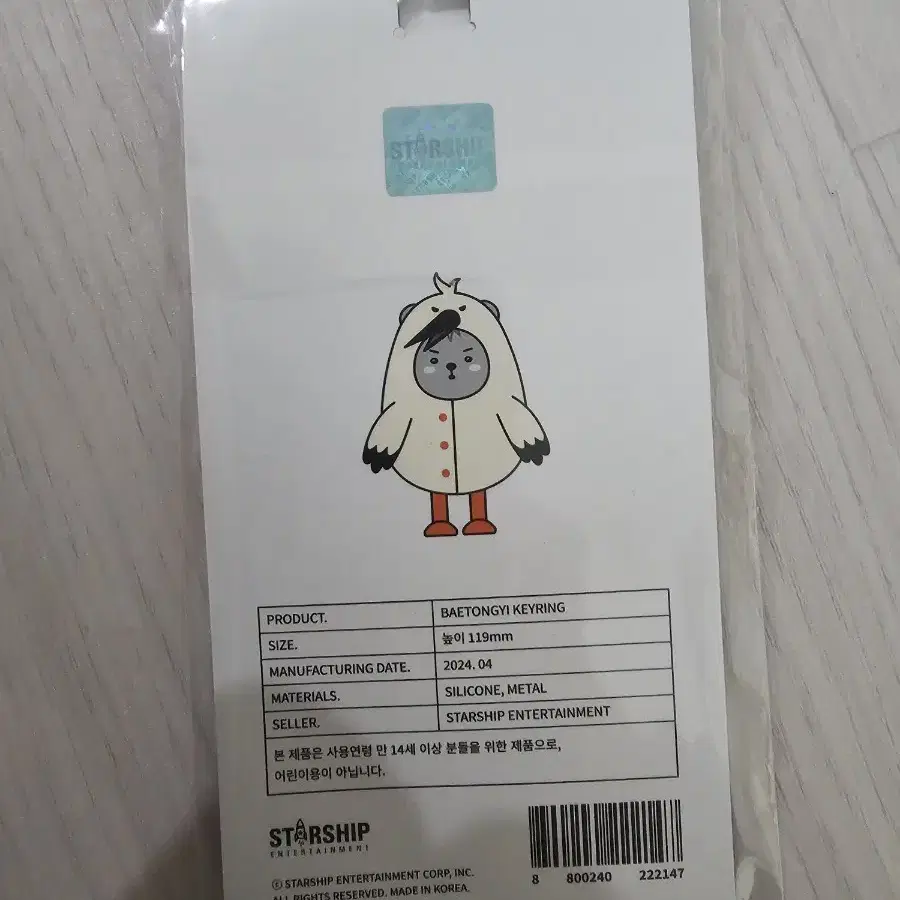 STARSHIP
PRODUCT. BAETONGYI KEYRING
SIZE. 높이 119mm
MANUFACTURING DATE. 2024. 04
MATERIALS. SILICONE, METAL
SELLER. STARSHIP ENTERTAINMENT
본 제품은 사용연령 만 14세 이상 분들을 위한 제품으로,
어린이용이 아닙니다.
STARSHIP
ENTERTAINMENT
ⓒ STARSHIP ENTERTAINMENT CORP, INC.
ALL RIGHTS RESERVED. MADE IN KOREA.
8 800240 222147